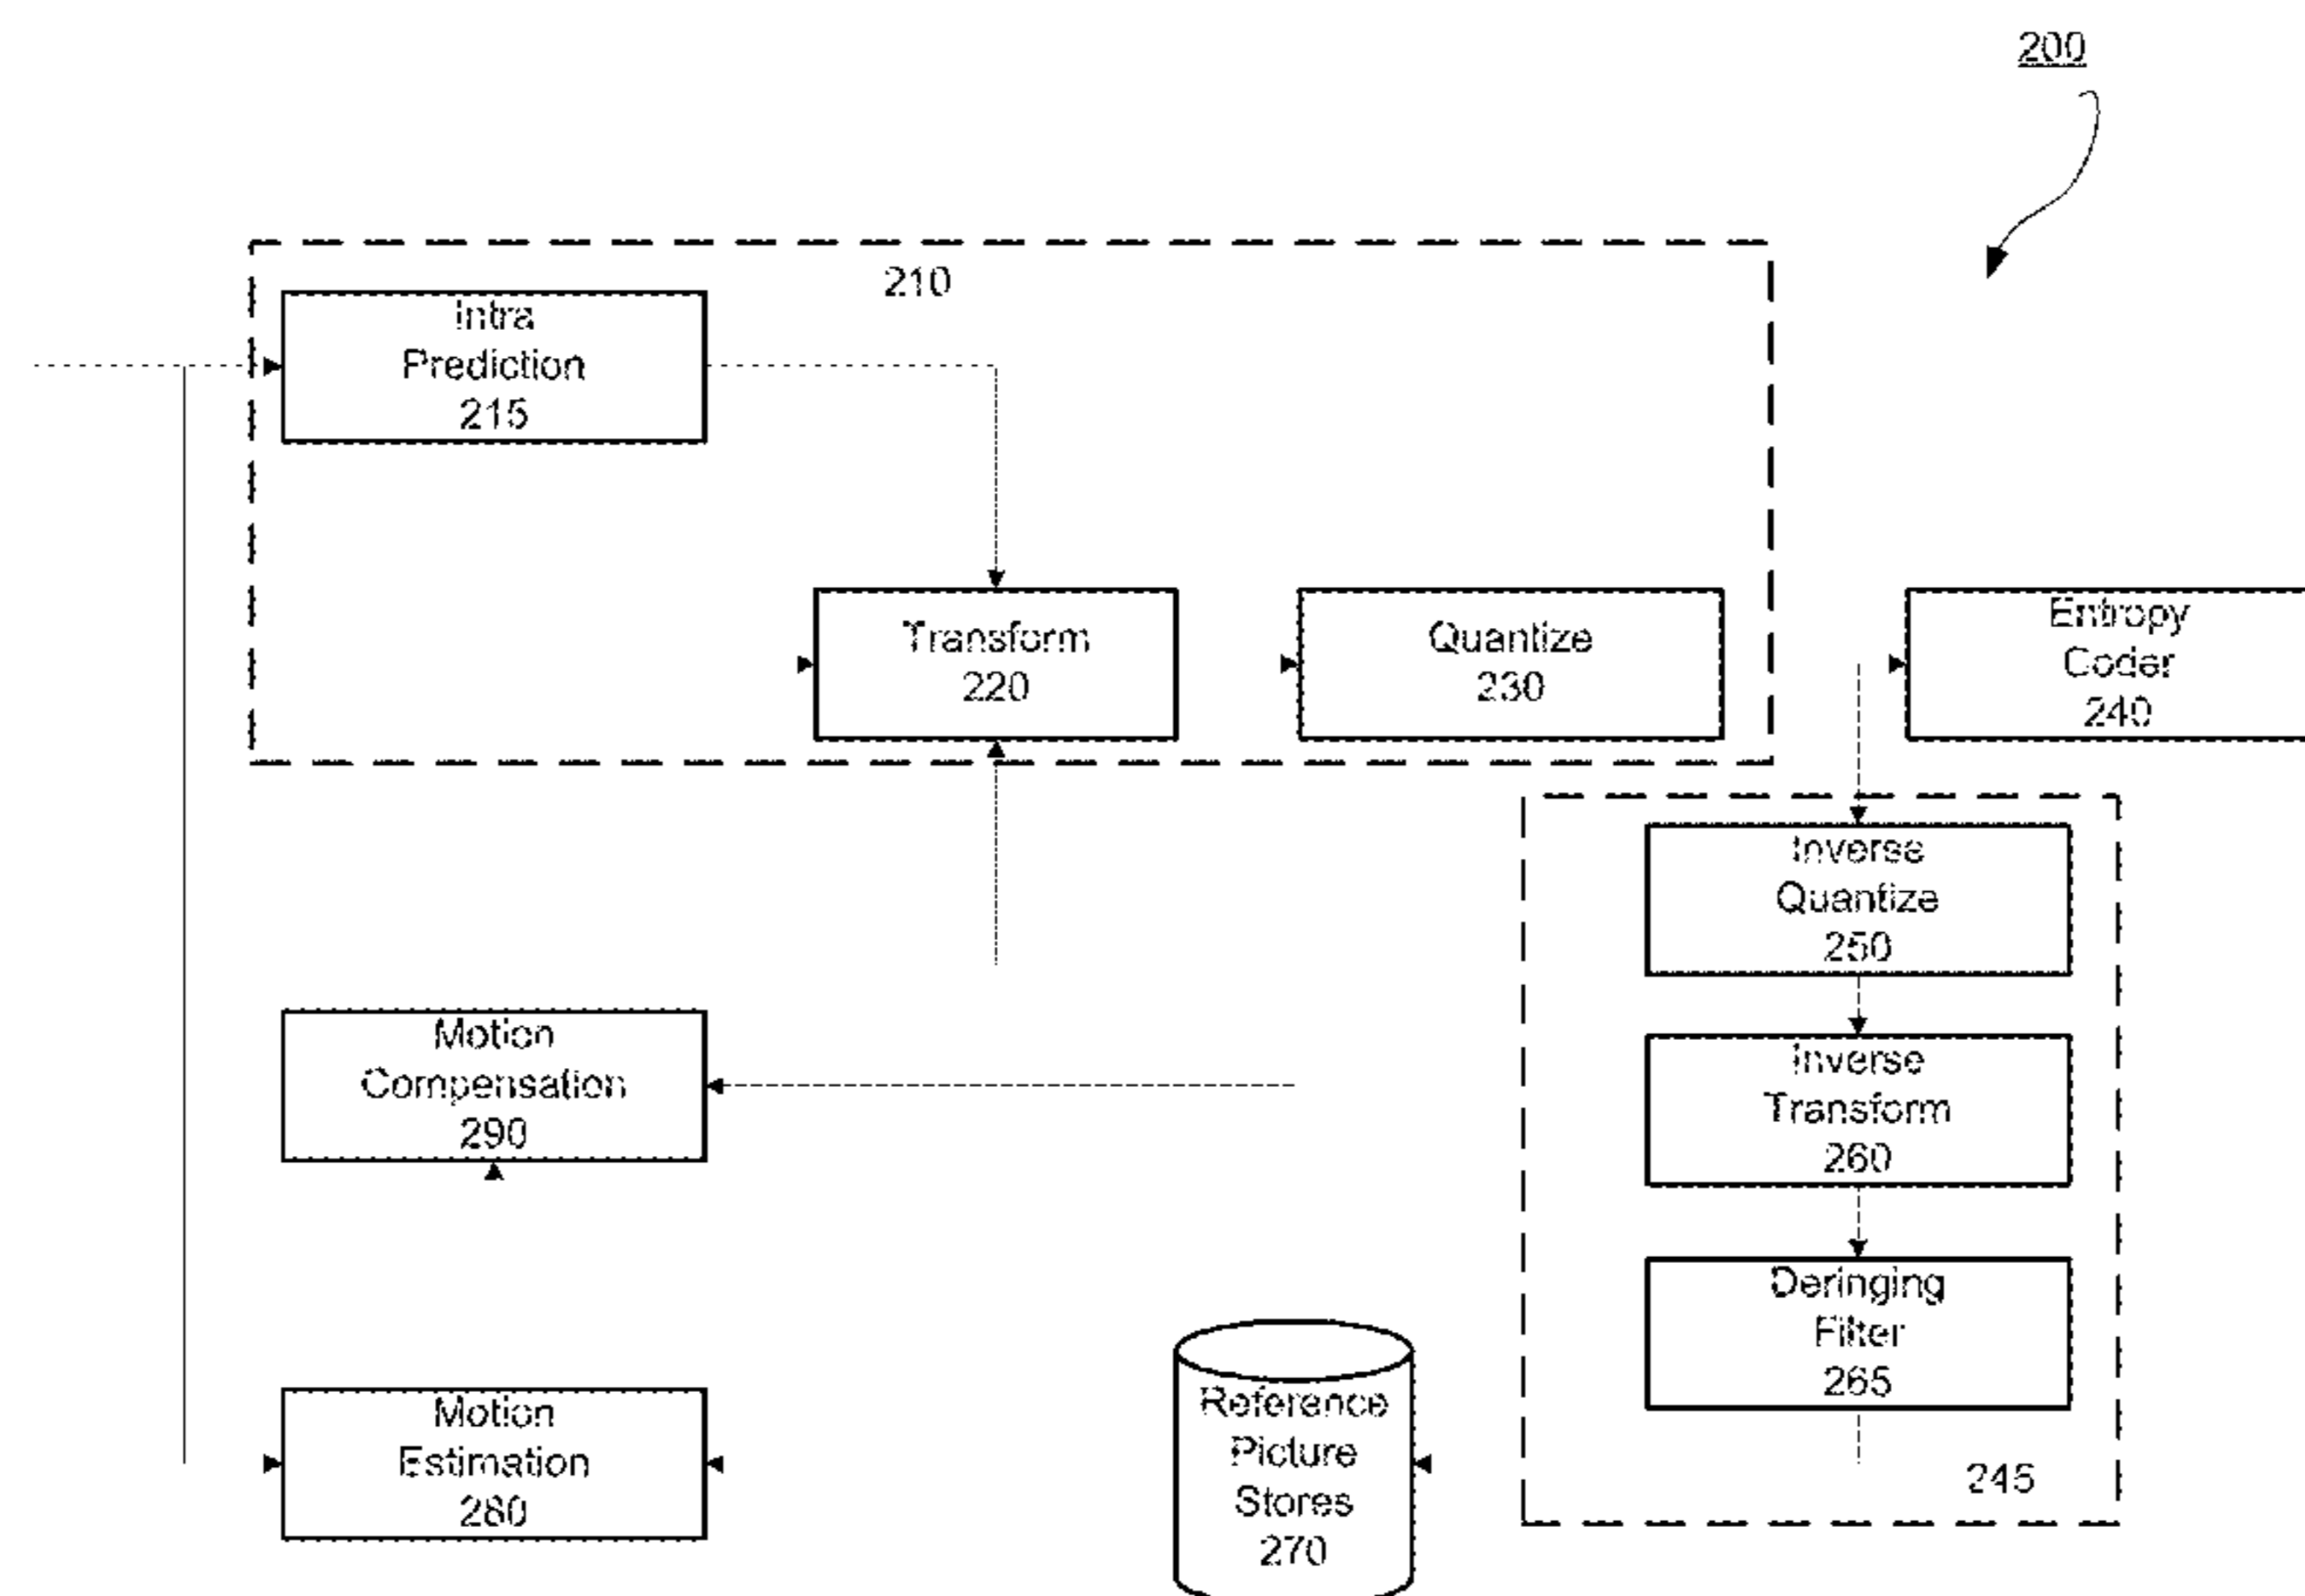 200
210
Intra
Prediction
215
Transform
220
Quantize
230
Entropy
Coder
240
Inverse
Quantize
250
Motion
Compensation
290
Inverse
Transform
260
Deringing
Filter
265
Motion
Estimation
280
Reference
Picture
Stores
270
245